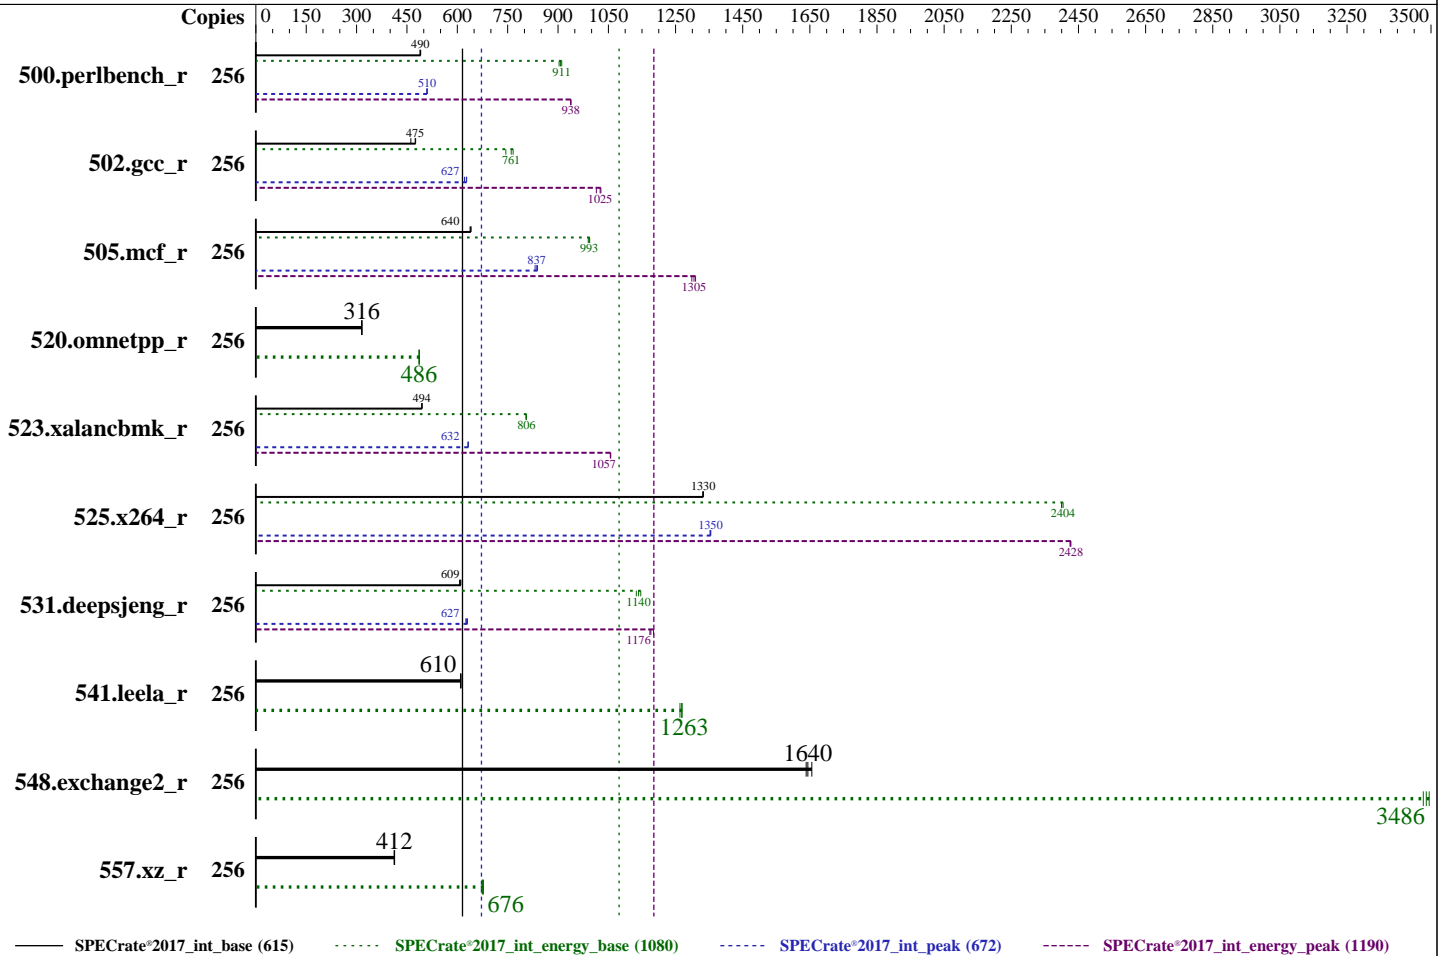 Copies 0 150 300 450 600 750 900 1050 1250 1450 1650 1850 2050 2250 2450 2650 2850 3050 3250 3500
490
500.perlbench_r 256
911
510
938
475
502.gcc_r 256
761
627
1025
640
505.mcf_r 256
993
837
1305
316
520.omnetpp_r 256
486
494
523.xalancbmk_r 256
806
632
1057
1330
525.x264_r 256
2404
1350
2428
609
531.deepsjeng_r 256
1140
627
1176
610
541.leela_r 256
1263
1640
548.exchange2_r 256
3486
412
557.xz_r 256
676
SPECrate®2017_int_base (615) SPECrate®2017_int_energy_base (1080) SPECrate®2017_int_peak (672) SPECrate®2017_int_energy_peak (1190)